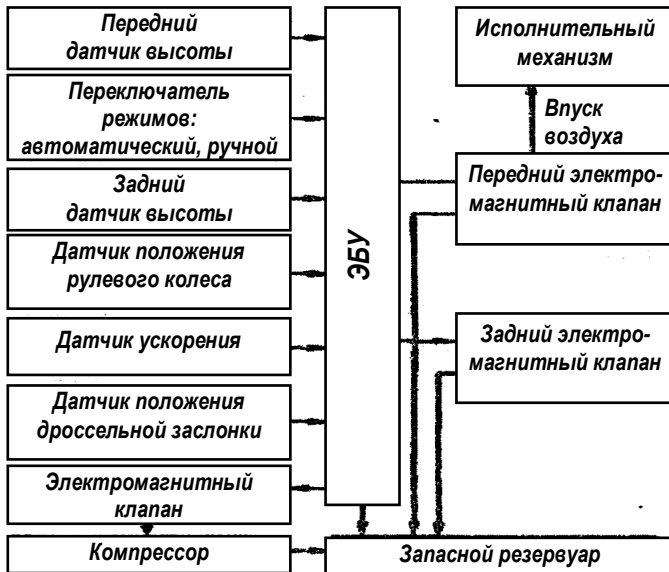 Передний
датчик высоты
Переключатель
режимов:
автоматический, ручной
Задний
датчик высоты
Датчик положения
рулевого колеса
Датчик ускорения
Датчик положения
дроссельной заслонки
Электромагнитный
клапан
Компрессор
ЭБУ
Исполнительный
механизм
Впуск
воздуха
Передний электро-
магнитный клапан
Задний электро-
магнитный клапан
Запасной резервуар